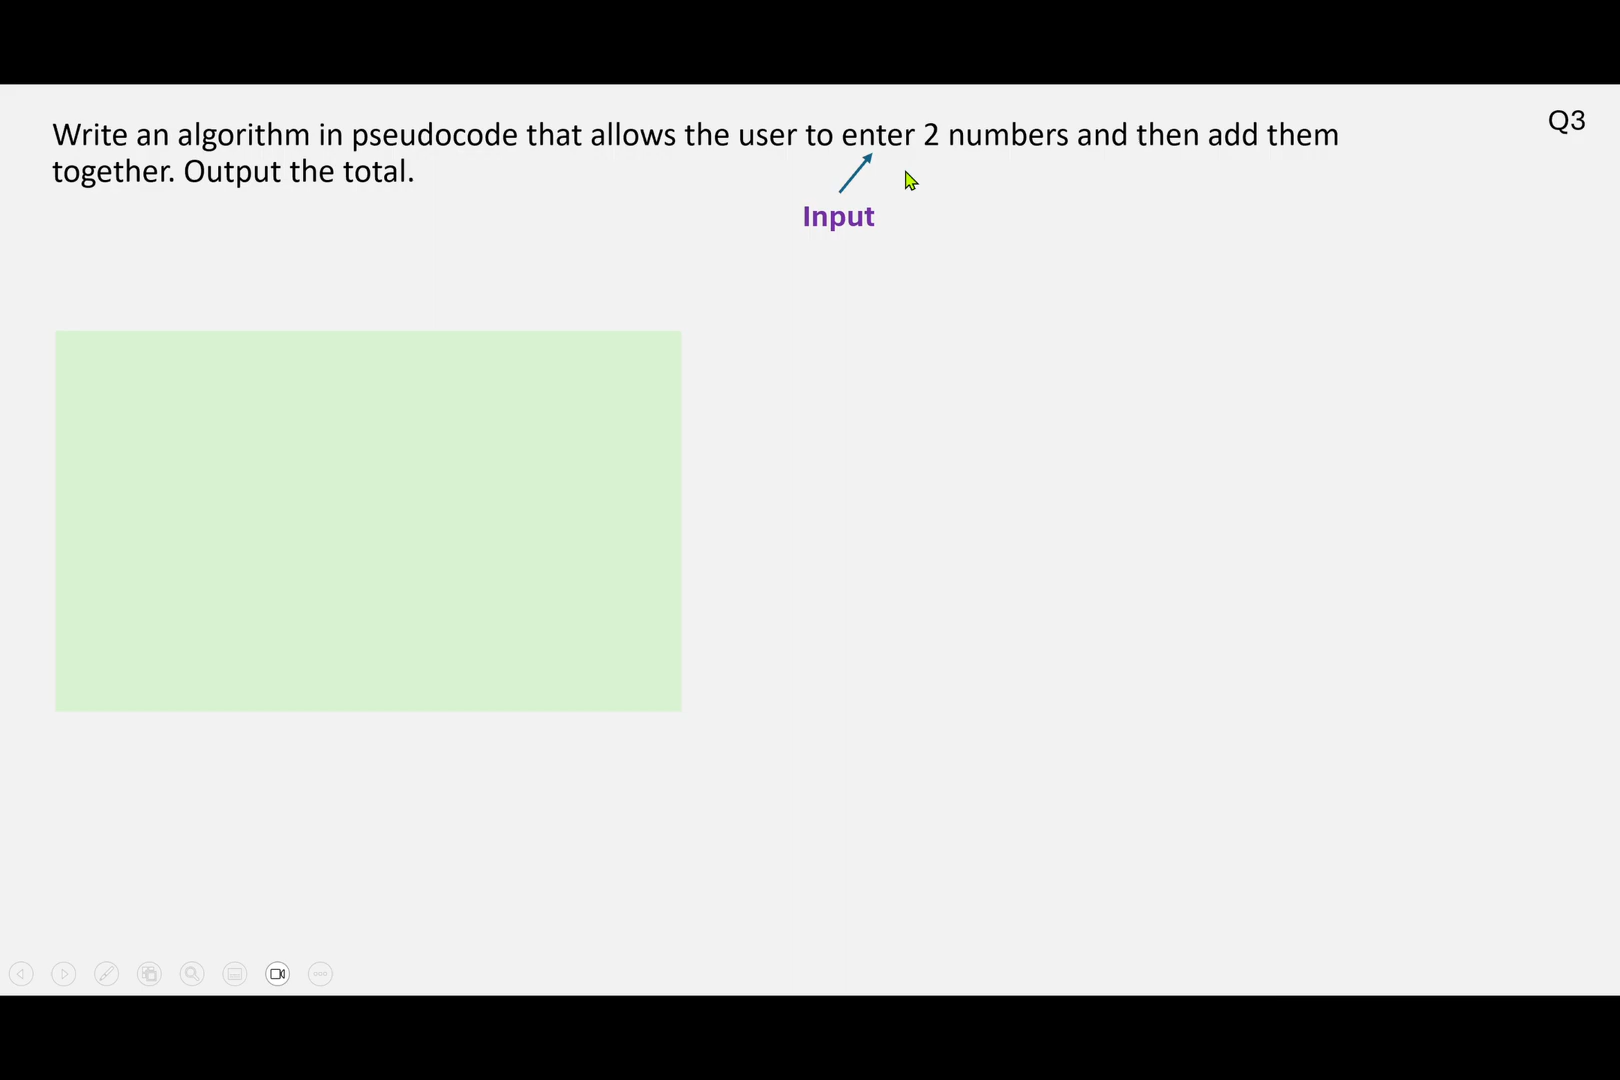 Q3
Write an algorithm in pseudocode that allows the user to enter 2 numbers and then add them
together. Output the total.
Input